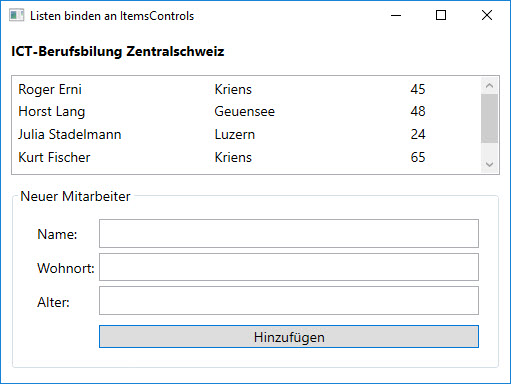 Listen binden an ItemsControls
ICT-Berufsbilung Zentralschweiz
Roger Erni Kriens 45
Horst Lang Geuensee 48
Julia Stadelmann Luzern 24
Kurt Fischer Kriens 65
Neuer Mitarbeiter
Name:
Wohnort:
Alter:
Hinzufügen